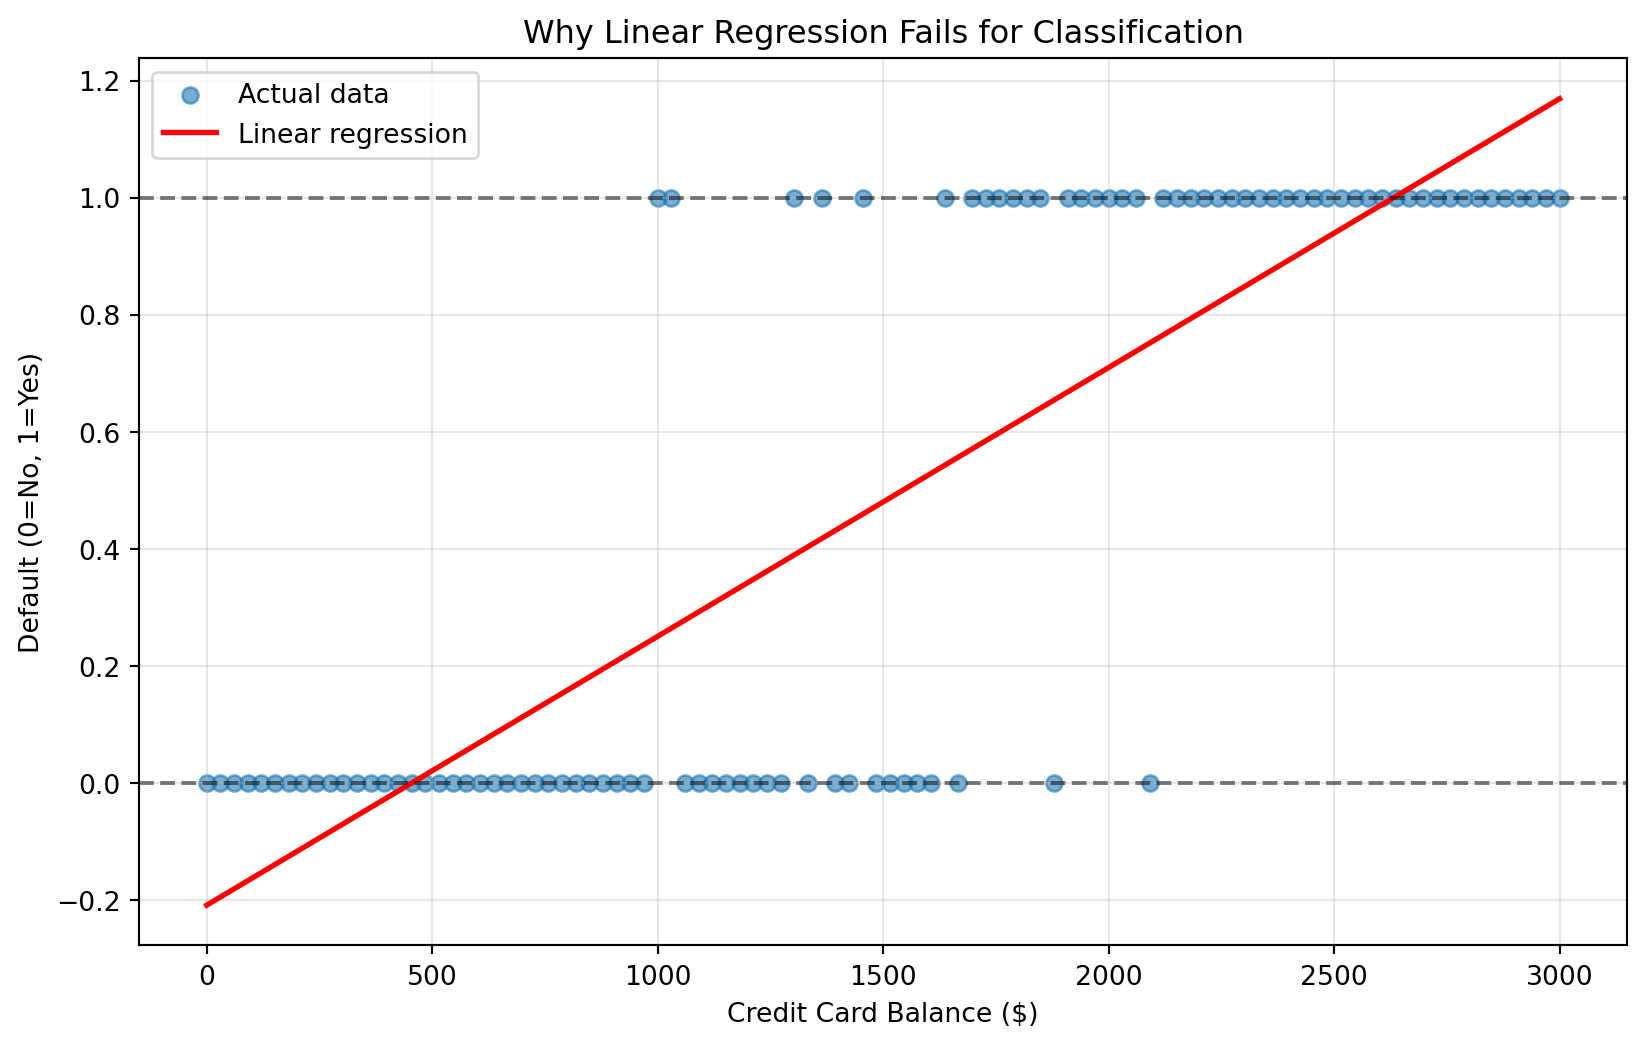 Why Linear Regression Fails for Classification
Actual data
Linear regression
1.2
1.0
0.8
0.6
0.4
0.2
0.0
−0.2
Default (0=No, 1=Yes)
0 500 1000 1500 2000 2500 3000
Credit Card Balance ($)